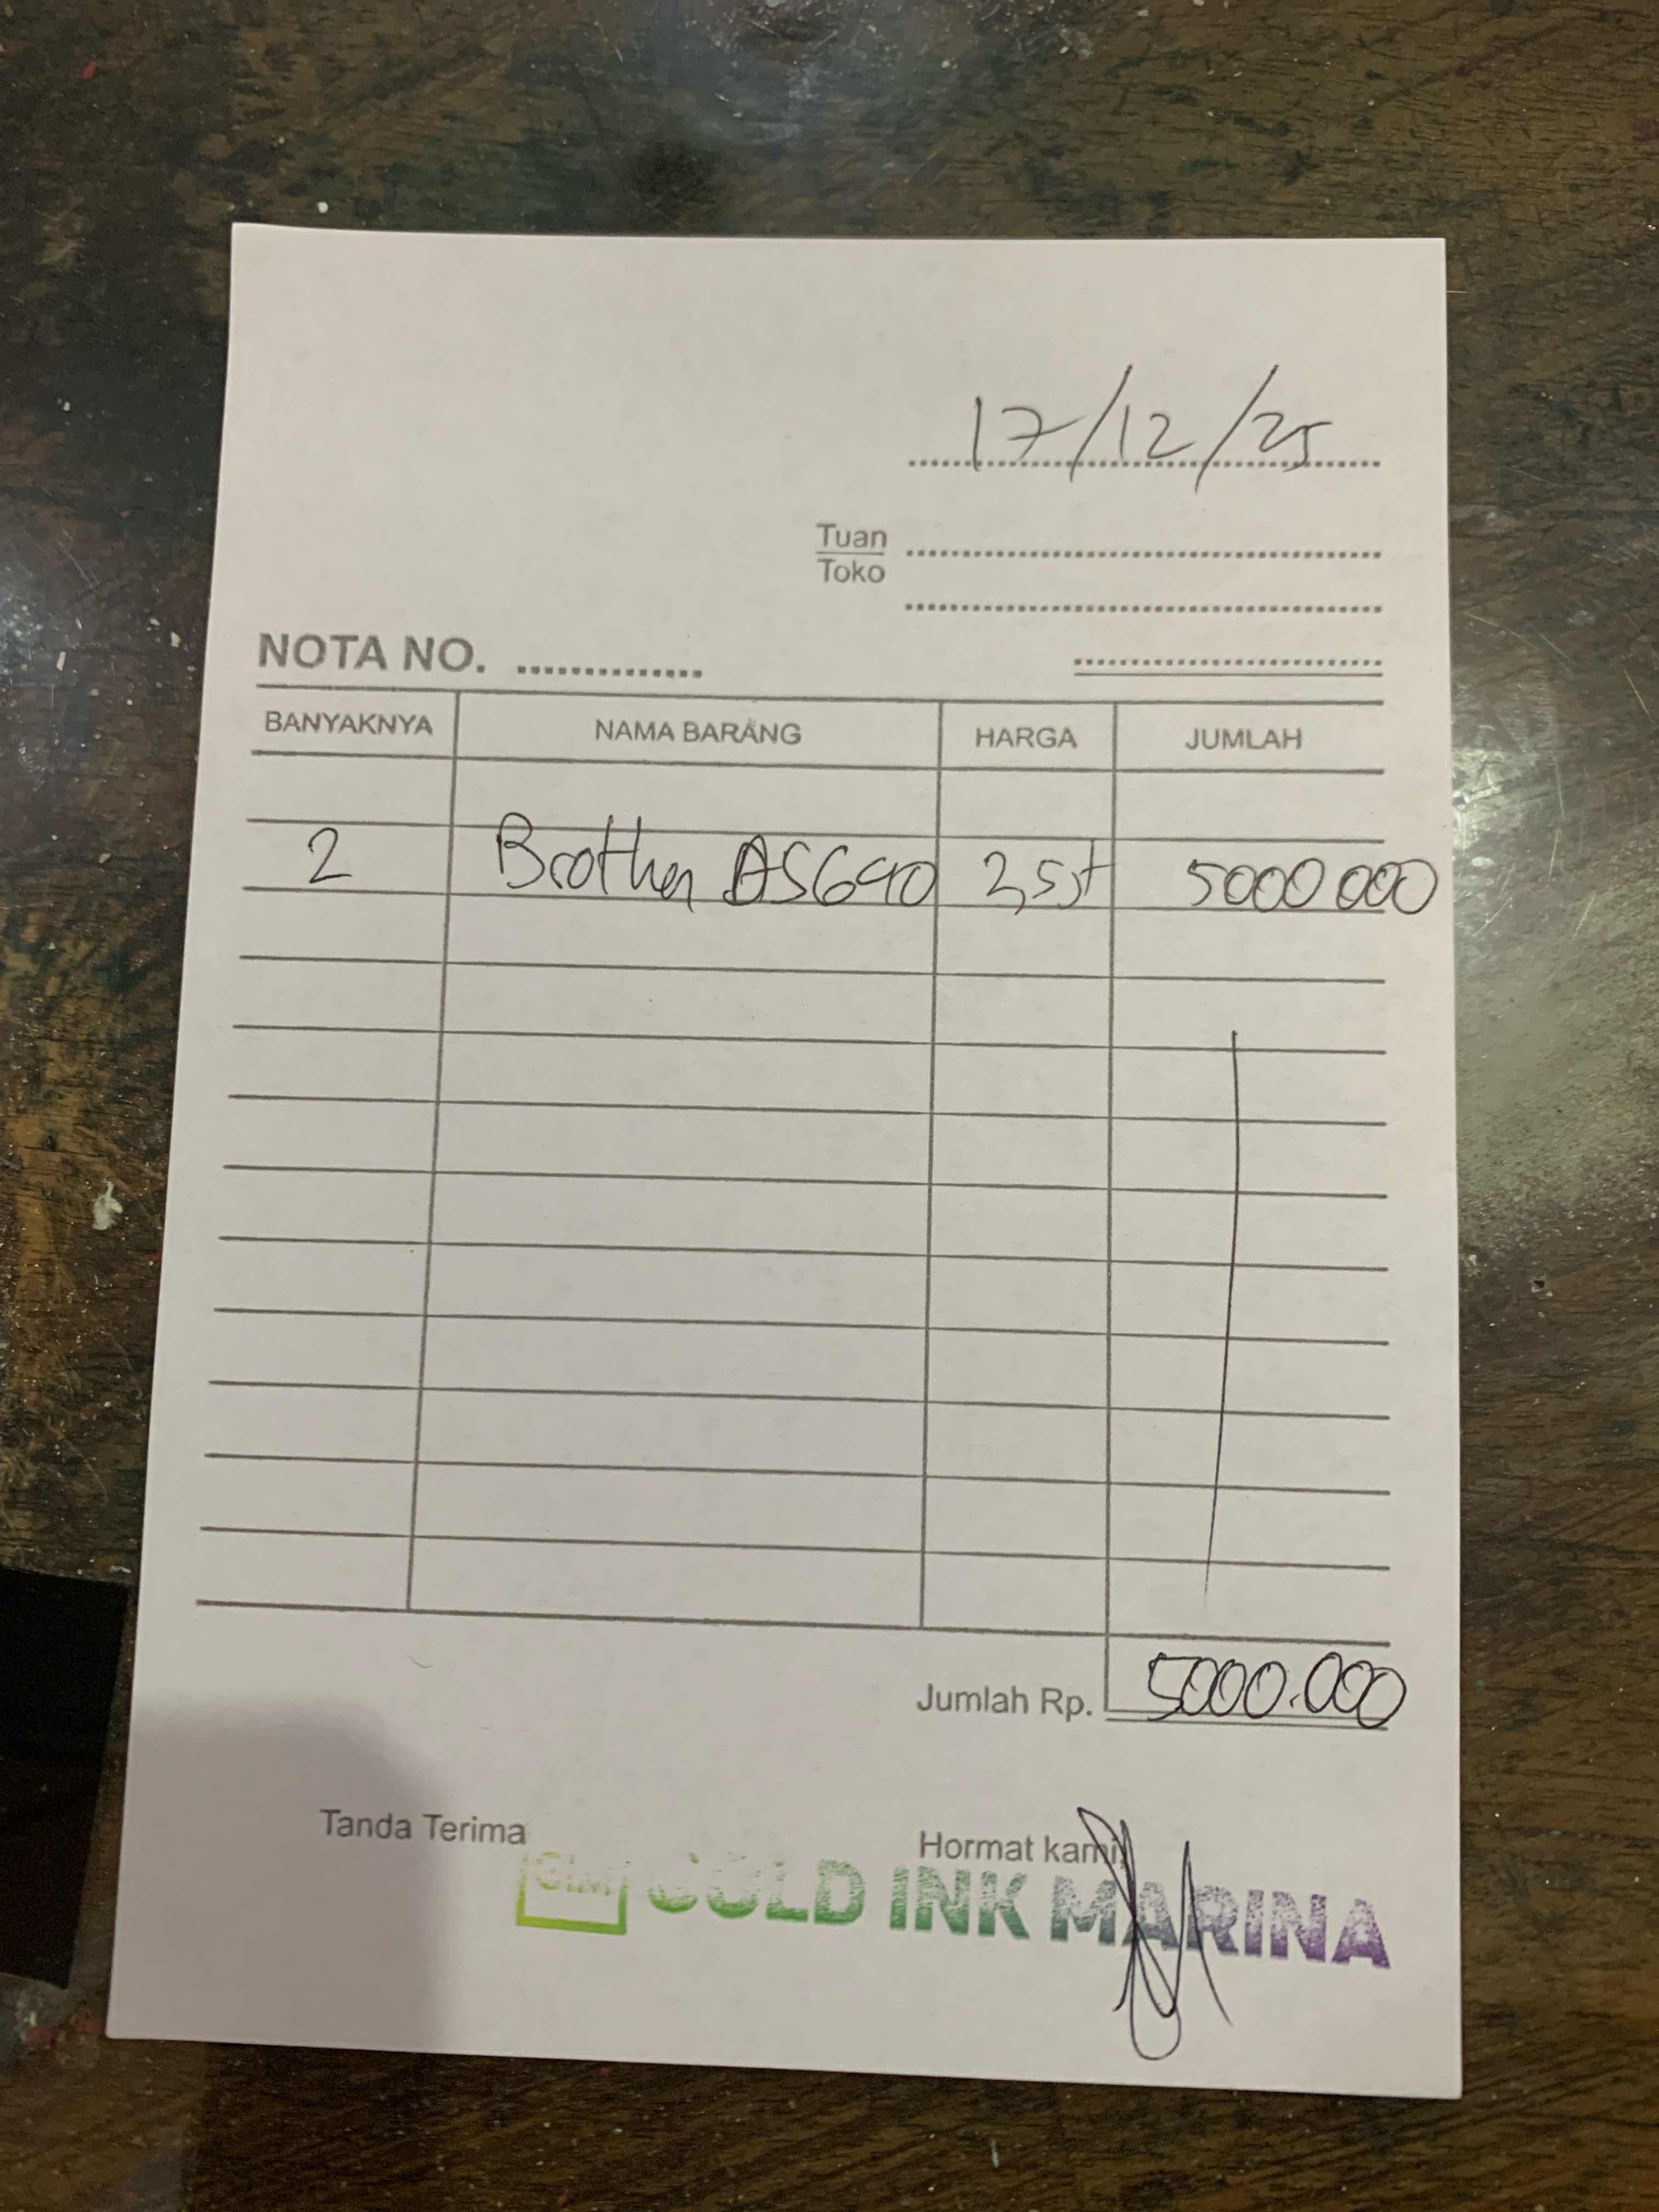 17/12/25
Tuan
Toko
NOTA NO.
BANYAKNYA NAMA BARANG HARGA JUMLAH
2 Brother DS640 2,5jt 5000 000
Jumlah Rp. 5000.000
Tanda Terima Hormat kami,
GIM GOLD INK MARINA